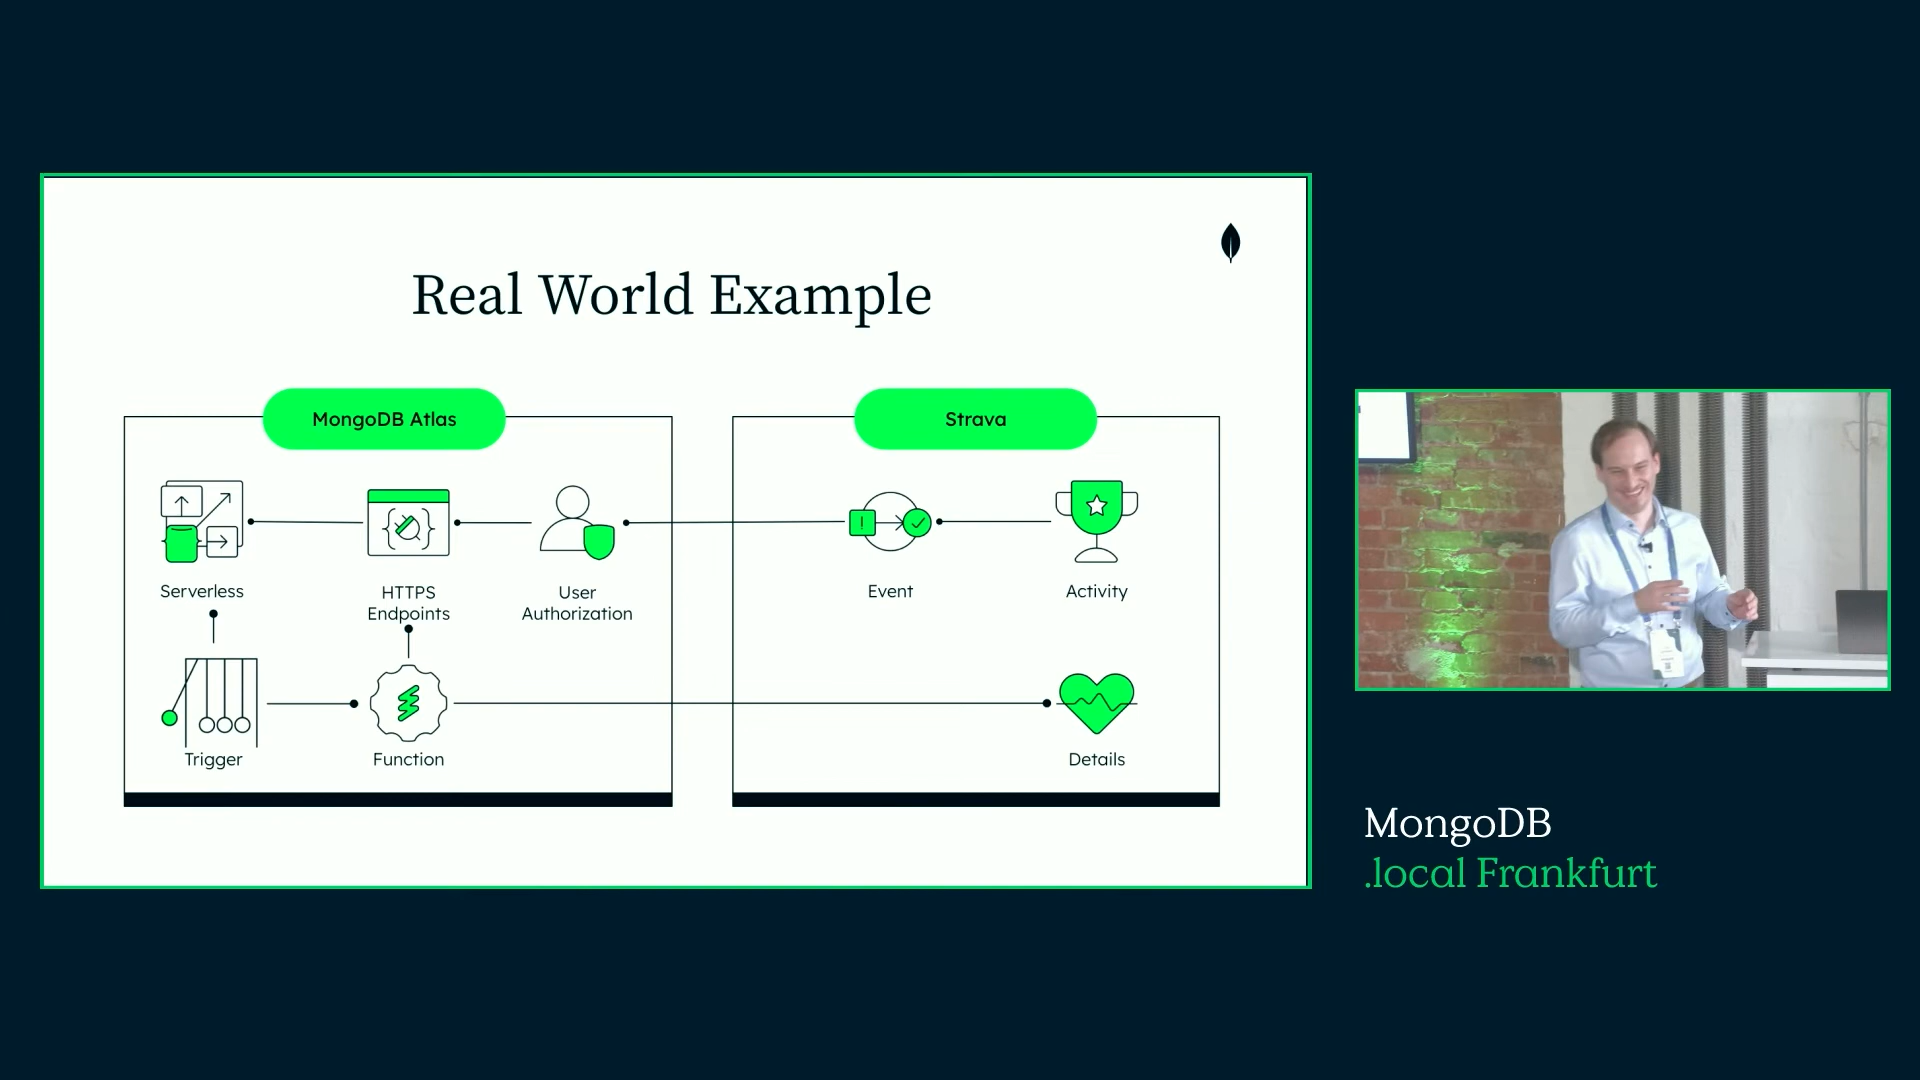 Real World Example
MongoDB Atlas
Strava
Serverless
HTTPS
Endpoints
User
Authorization
Event
Activity
Trigger
Function
Details
MongoDB
.local Frankfurt